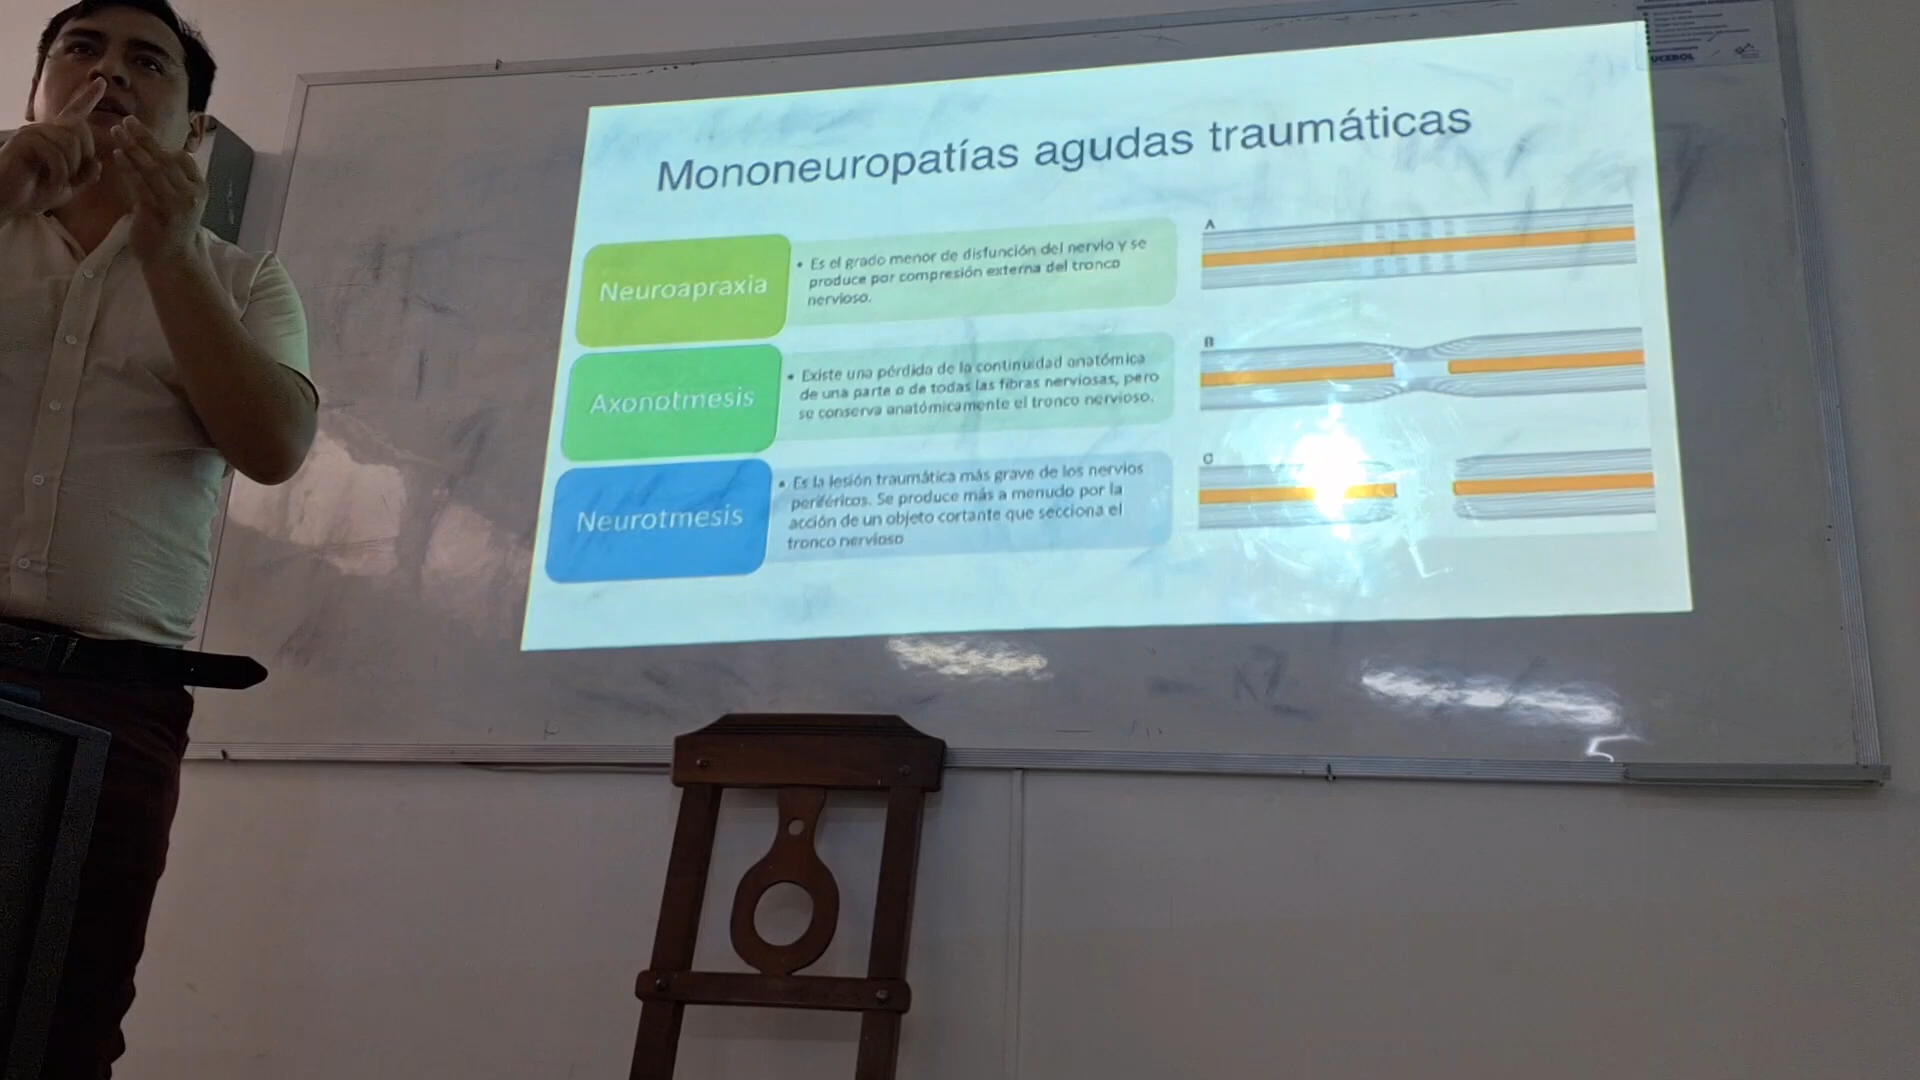 Mononeuropatías agudas traumáticas
Neuroapraxia
• Es el grado menor de disfunción del nervio y se
produce por compresión externa del tronco
nervioso.
Axonotmesis
• Existe una pérdida de la continuidad anatómica
de una parte o de todas las fibras nerviosas, pero
se conserva anatómicamente el tronco nervioso.
Neurotmesis
• Es la lesión traumática más grave de los nervios
periféricos. Se produce más a menudo por la
acción de un objeto cortante que secciona el
tronco nervioso
A
B
C
UCEBOL